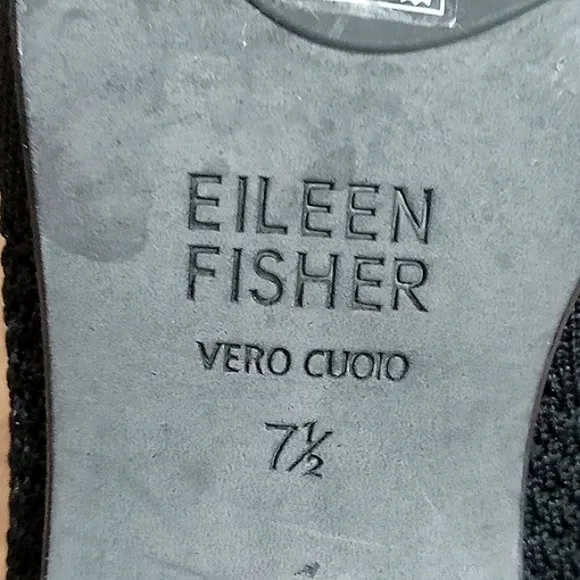 EILEEN
FISHER
VERO CUOIO
7½